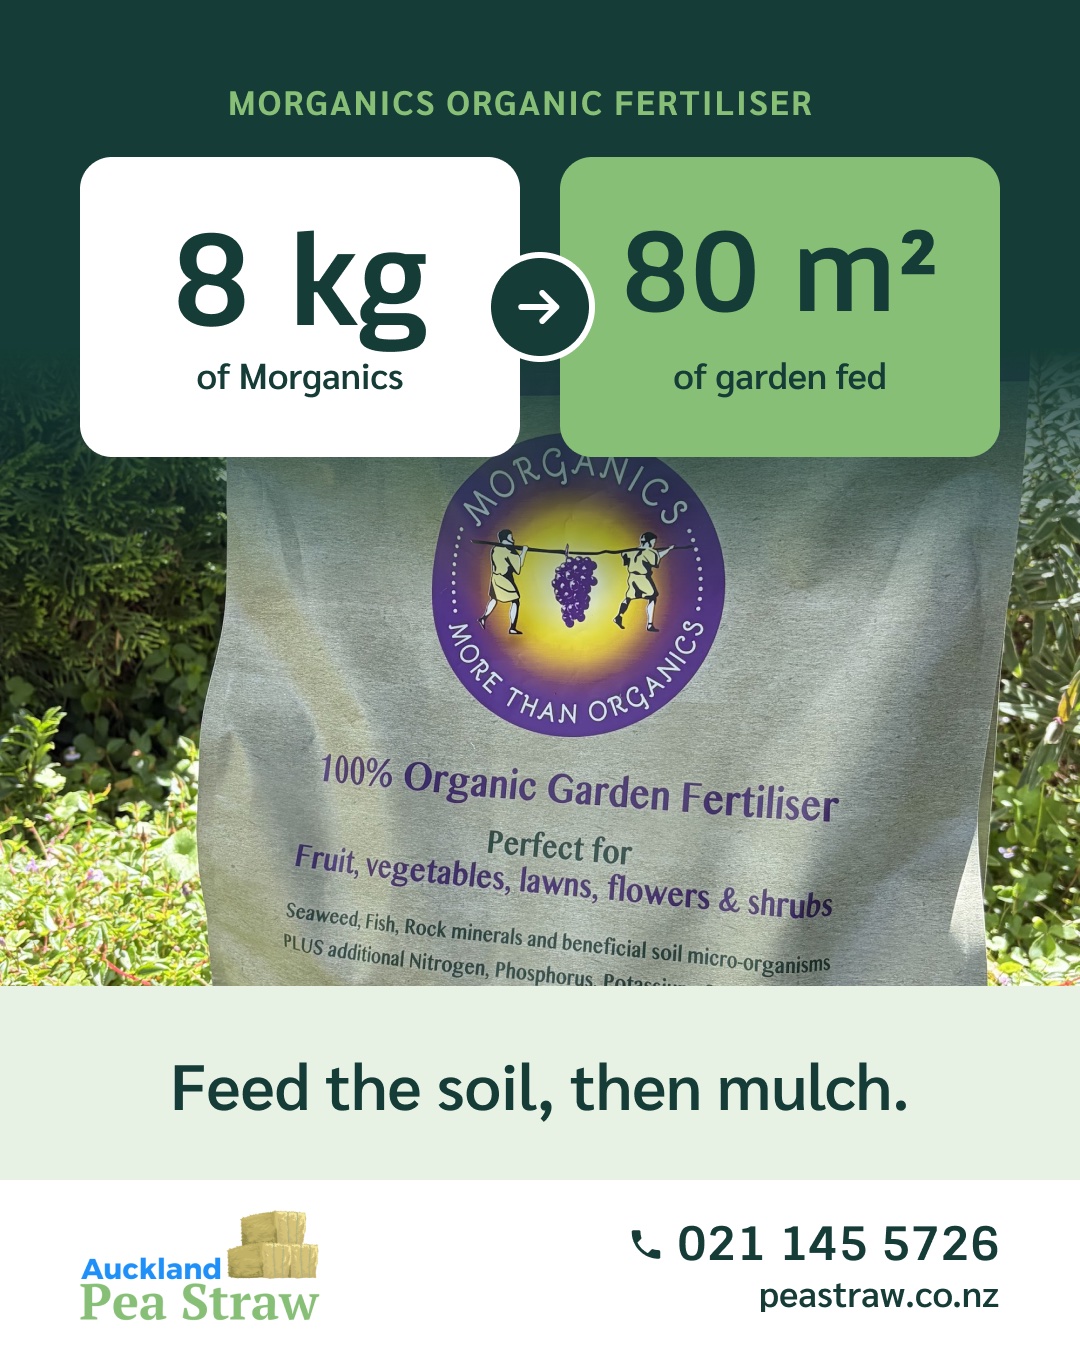 MORGANICS ORGANIC FERTILISER
8 kg
of Morganics
80 m²
of garden fed
MORGANICS
MORE THAN ORGANICS
100% Organic Garden Fertiliser
Perfect for
Fruit, vegetables, lawns, flowers & shrubs
Seaweed, Fish, Rock minerals and beneficial soil micro-organisms
PLUS additional Nitrogen, Phosphorus,
Feed the soil, then mulch.
Auckland
Pea Straw
021 145 5726
peastraw.co.nz